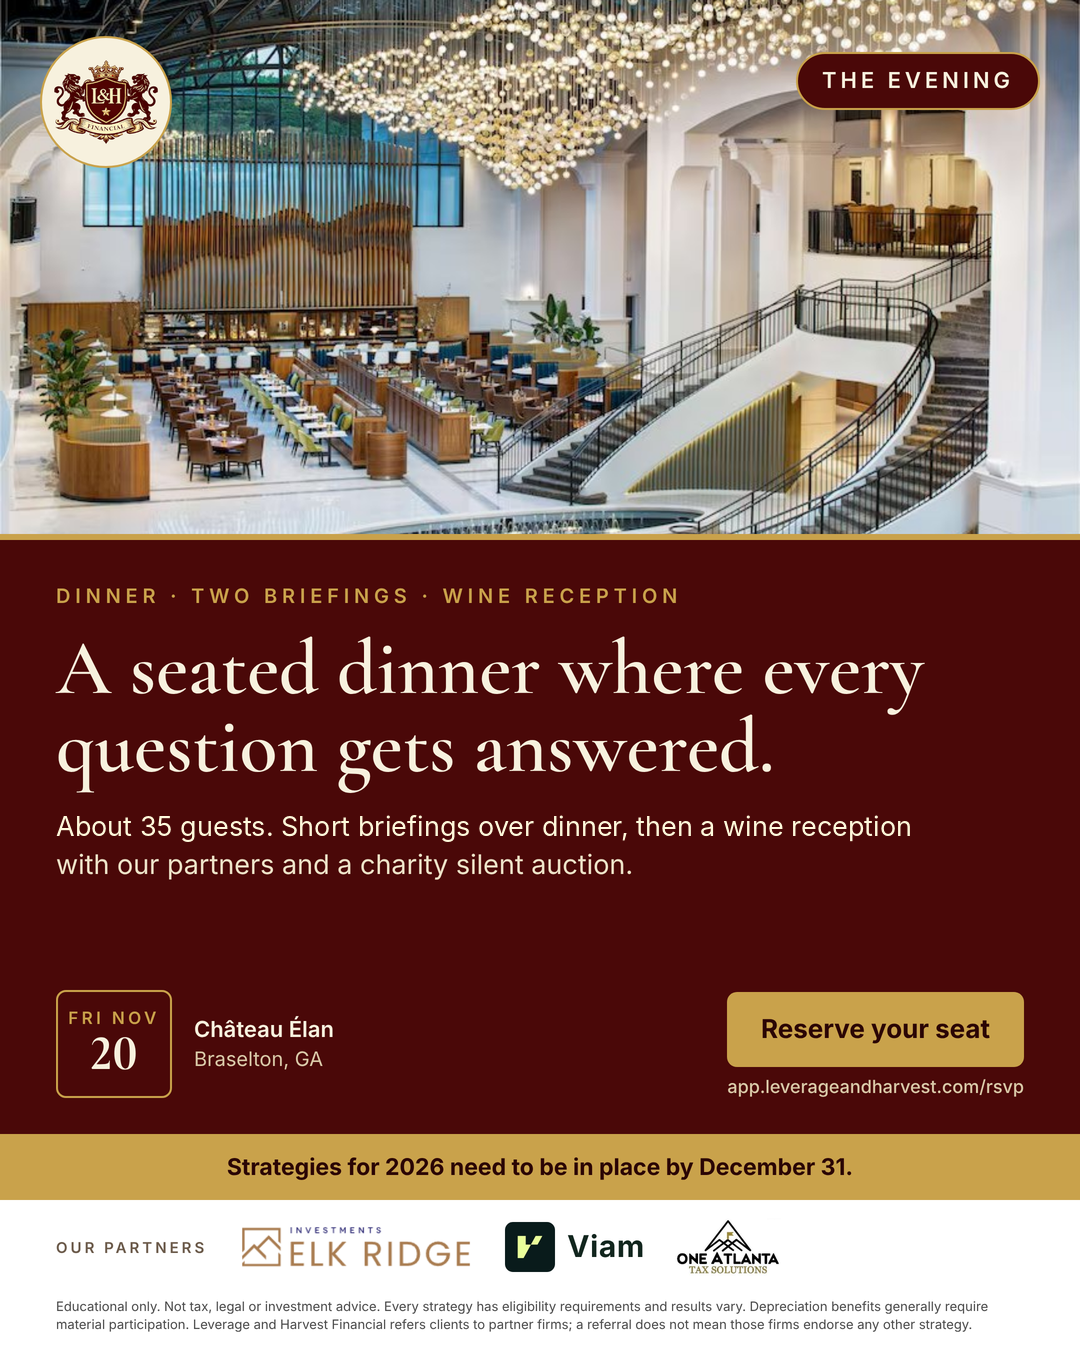 L&H
FINANCIAL
THE EVENING
DINNER · TWO BRIEFINGS · WINE RECEPTION
A seated dinner where every
question gets answered.
About 35 guests. Short briefings over dinner, then a wine reception
with our partners and a charity silent auction.
FRI NOV
20
Château Élan
Braselton, GA
Reserve your seat
app.leverageandharvest.com/rsvp
Strategies for 2026 need to be in place by December 31.
OUR PARTNERS
INVESTMENTS
ELK RIDGE
Viam
ONE ATLANTA
TAX SOLUTIONS
Educational only. Not tax, legal or investment advice. Every strategy has eligibility requirements and results vary. Depreciation benefits generally require
material participation. Leverage and Harvest Financial refers clients to partner firms; a referral does not mean those firms endorse any other strategy.